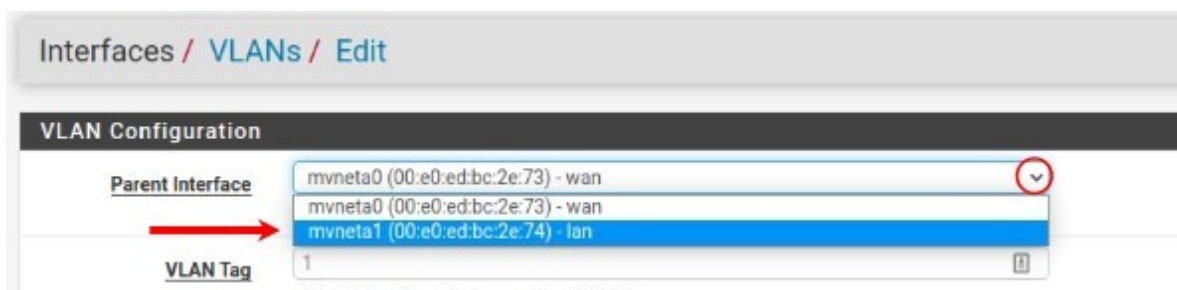 Interfaces / VLANs / Edit
VLAN Configuration
Parent Interface
mvneta0 (00:e0:ed:bc:2e:73) - wan
mvneta0 (00:e0:ed:bc:2e:73) - wan
mvneta1 (00:e0:ed:bc:2e:74) - lan
VLAN Tag
1